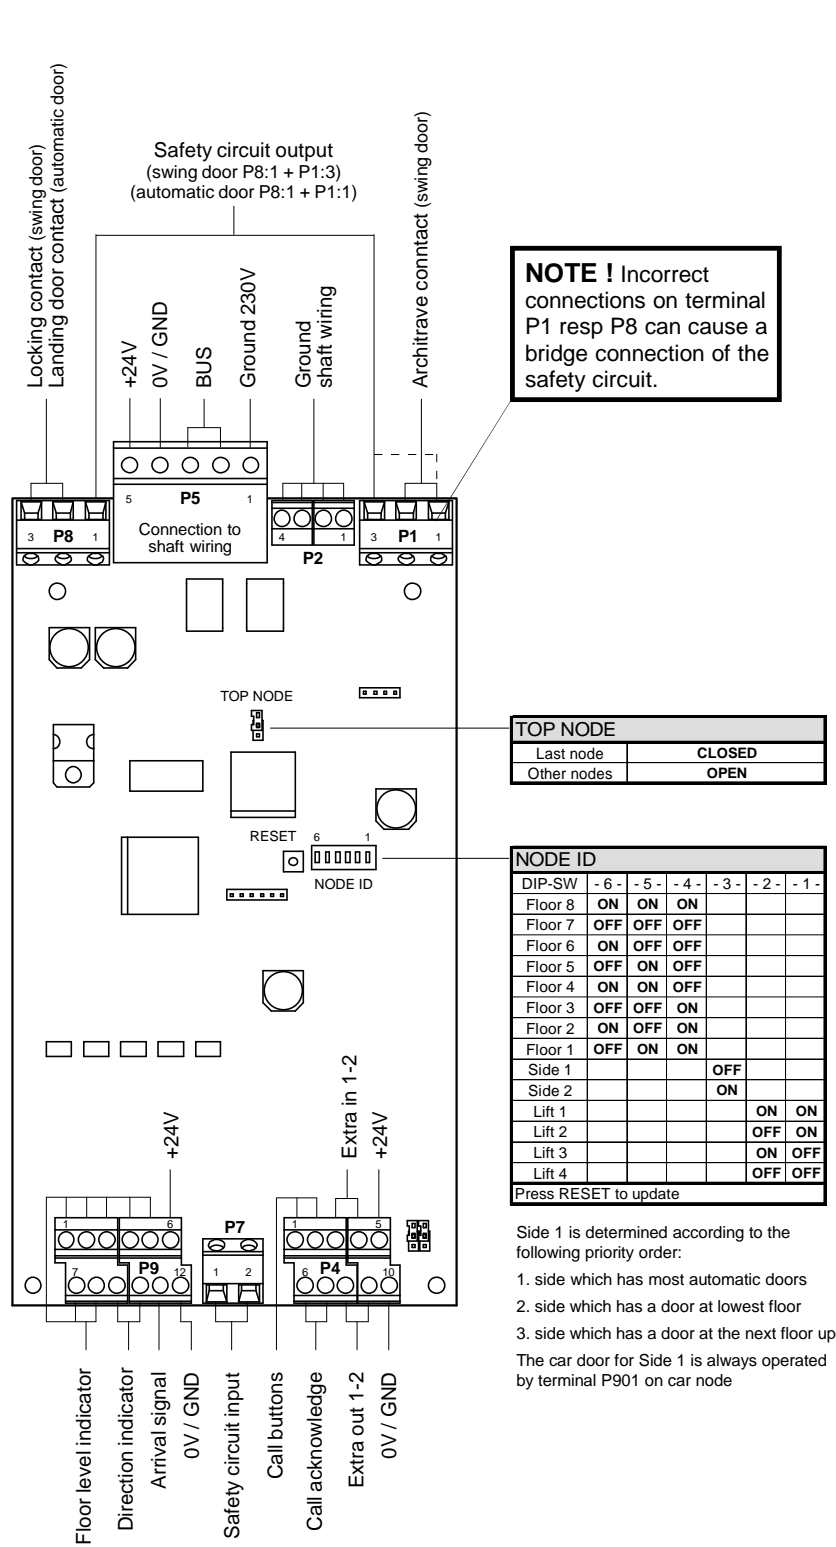 Locking contact (swing door)
Landing door contact (automatic door)
Safety circuit output
(swing door P8:1 + P1:3)
(automatic door P8:1 + P1:1)
Architrave conntact (swing door)
+24V
0V / GND
BUS
Ground 230V
Ground
shaft wiring
NOTE ! Incorrect
connections on terminal
P1 resp P8 can cause a
bridge connection of the
safety circuit.
3 P8 1
5 P5 1
Connection to
shaft wiring
4 1
P2
3 P1 1
TOP NODE
TOP NODE
Last node CLOSED
Other nodes OPEN
RESET
6 1
NODE ID
NODE ID
DIP-SW - 6 - - 5 - - 4 - - 3 - - 2 - - 1 -
Floor 8 ON ON ON
Floor 7 OFF OFF OFF
Floor 6 ON OFF OFF
Floor 5 OFF ON OFF
Floor 4 ON ON OFF
Floor 3 OFF OFF ON
Floor 2 ON OFF ON
Floor 1 OFF ON ON
Side 1 OFF
Side 2 ON
Lift 1 ON ON
Lift 2 OFF ON
Lift 3 ON OFF
Lift 4 OFF OFF
Press RESET to update
Side 1 is determined according to the
following priority order:
1. side which has most automatic doors
2. side which has a door at lowest floor
3. side which has a door at the next floor up
The car door for Side 1 is always operated
by terminal P901 on car node
+24V
Extra in 1-2
+24V
1 6
7 P9 12
P7
1 2
1 5
6 P4 10
Floor level indicator
Direction indicator
Arrival signal
0V / GND
Safety circuit input
Call buttons
Call acknowledge
Extra out 1-2
0V / GND